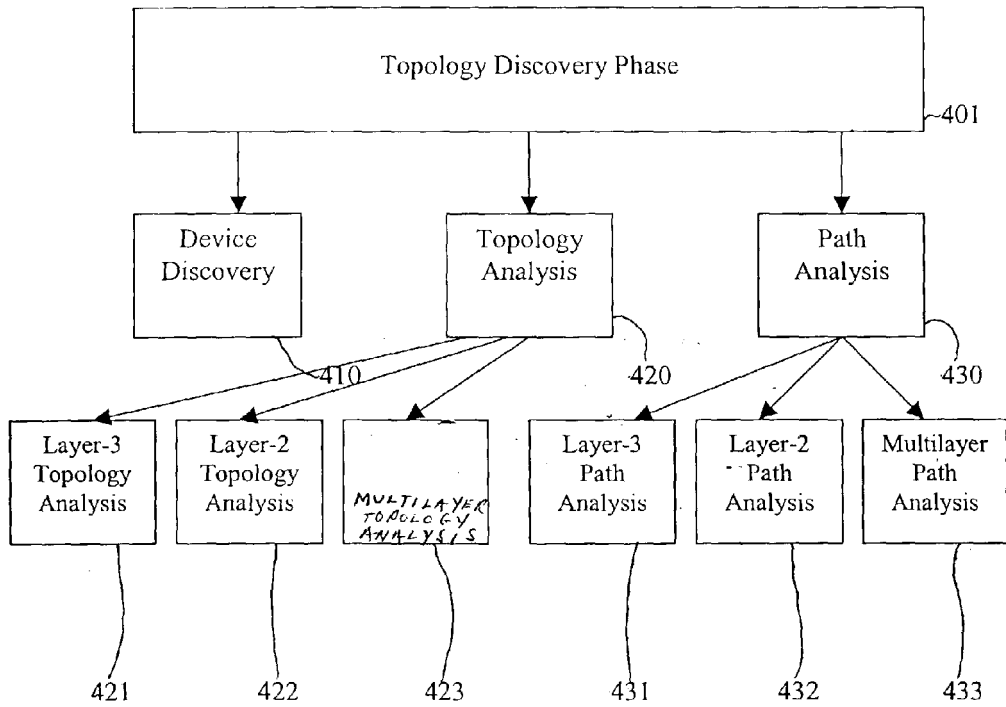 Topology Discovery Phase
401
Device
Discovery
Topology
Analysis
Path
Analysis
410
420
430
Layer-3
Topology
Analysis
Layer-2
Topology
Analysis
MULTILAYER
TOPOLOGY
ANALYSIS
Layer-3
Path
Analysis
Layer-2
Path
Analysis
Multilayer
Path
Analysis
421
422
423
431
432
433